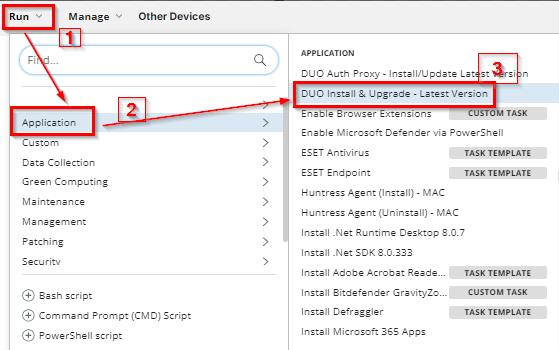 Run Manage Other Devices
1
Find...
2
Application
Custom
Data Collection
Green Computing
Maintenance
Management
Patching
Security
Bash script
Command Prompt (CMD) Script
PowerShell script
APPLICATION
3
DUO Auth Proxy - Install/Update Latest Version
DUO Install & Upgrade - Latest Version
Enable Browser Extensions CUSTOM TASK
Enable Microsoft Defender via PowerShell
ESET Antivirus TASK TEMPLATE
ESET Endpoint TASK TEMPLATE
Huntress Agent (Install) - MAC
Huntress Agent (Uninstall) - MAC
Install .Net Runtime Desktop 8.0.7
Install .Net SDK 8.0.333
Install Adobe Acrobat Reade... TASK TEMPLATE
Install Bitdefender GravityZo... CUSTOM TASK
Install Defraggler TASK TEMPLATE
Install Microsoft 365 Apps